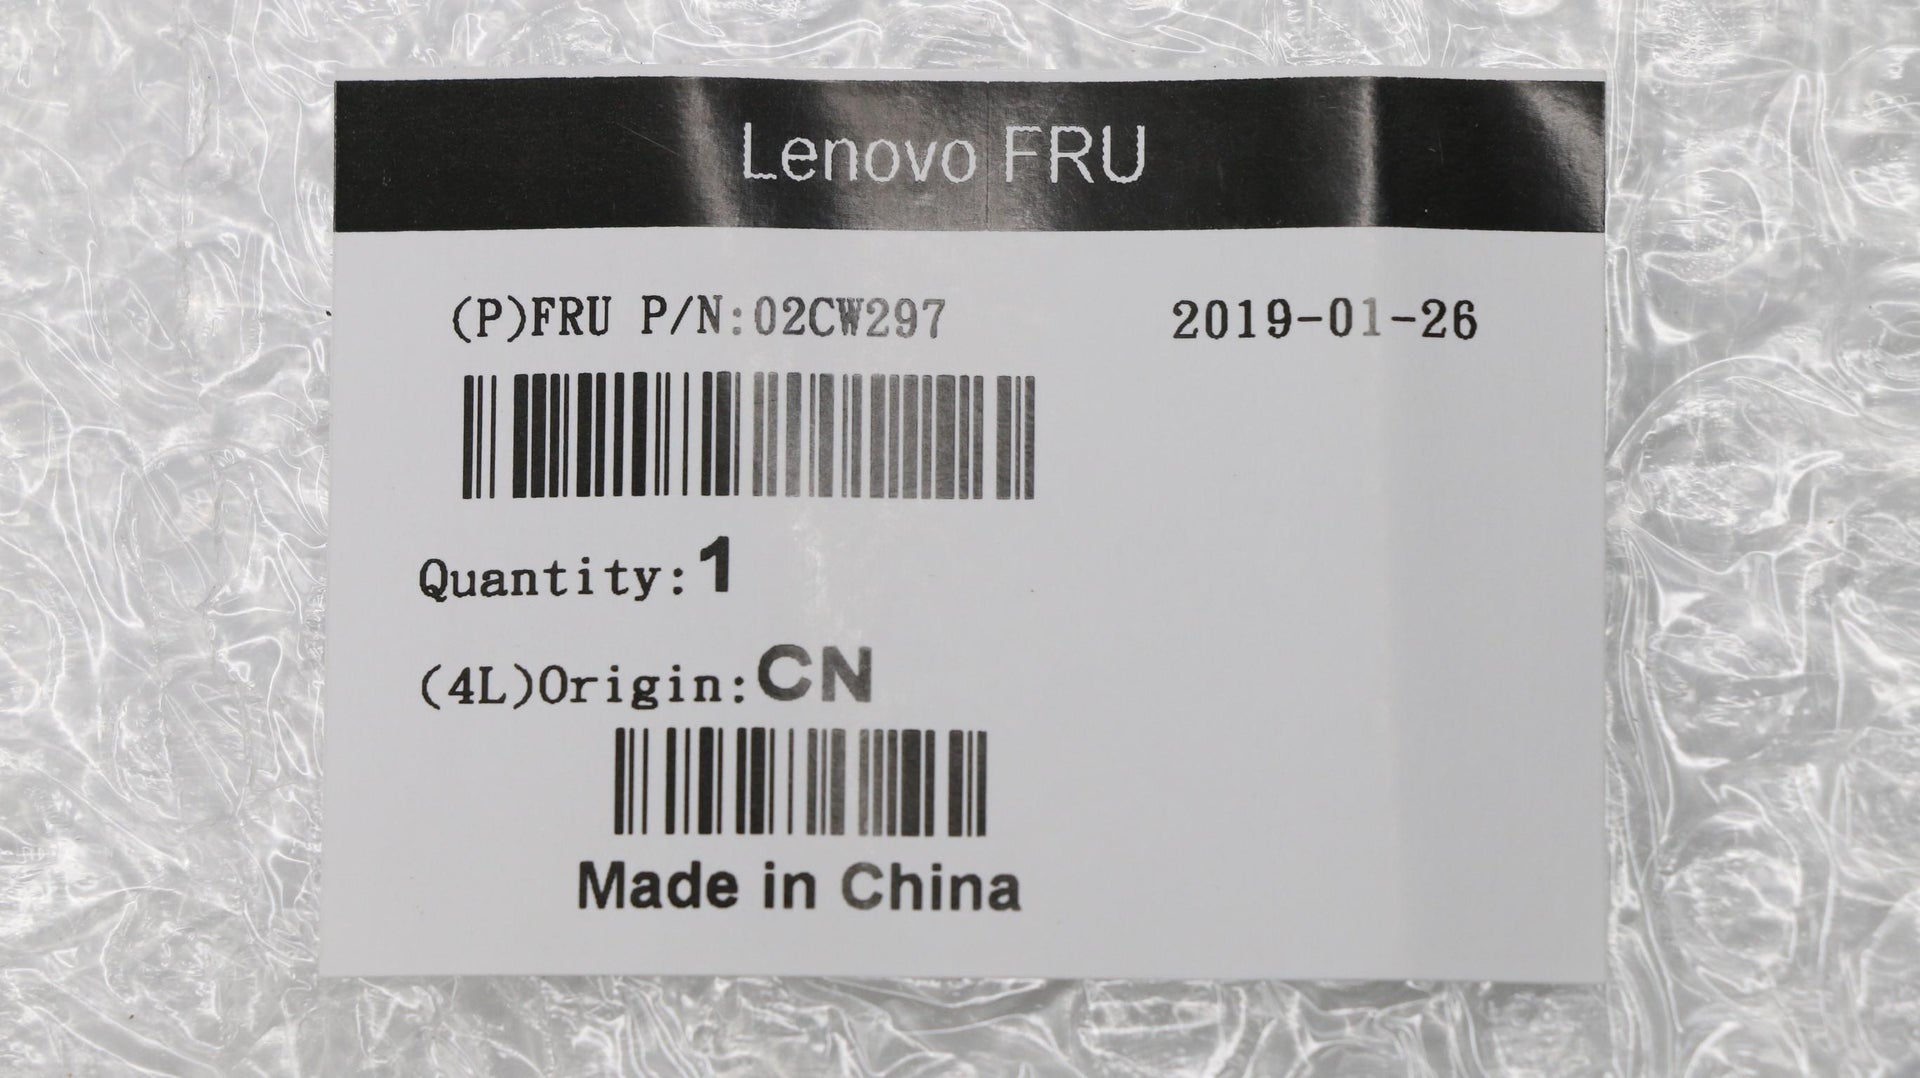 Lenovo FRU
(P)FRU P/N:02CW297 2019-01-26
Quantity:1
(4L)Origin:CN
Made in China